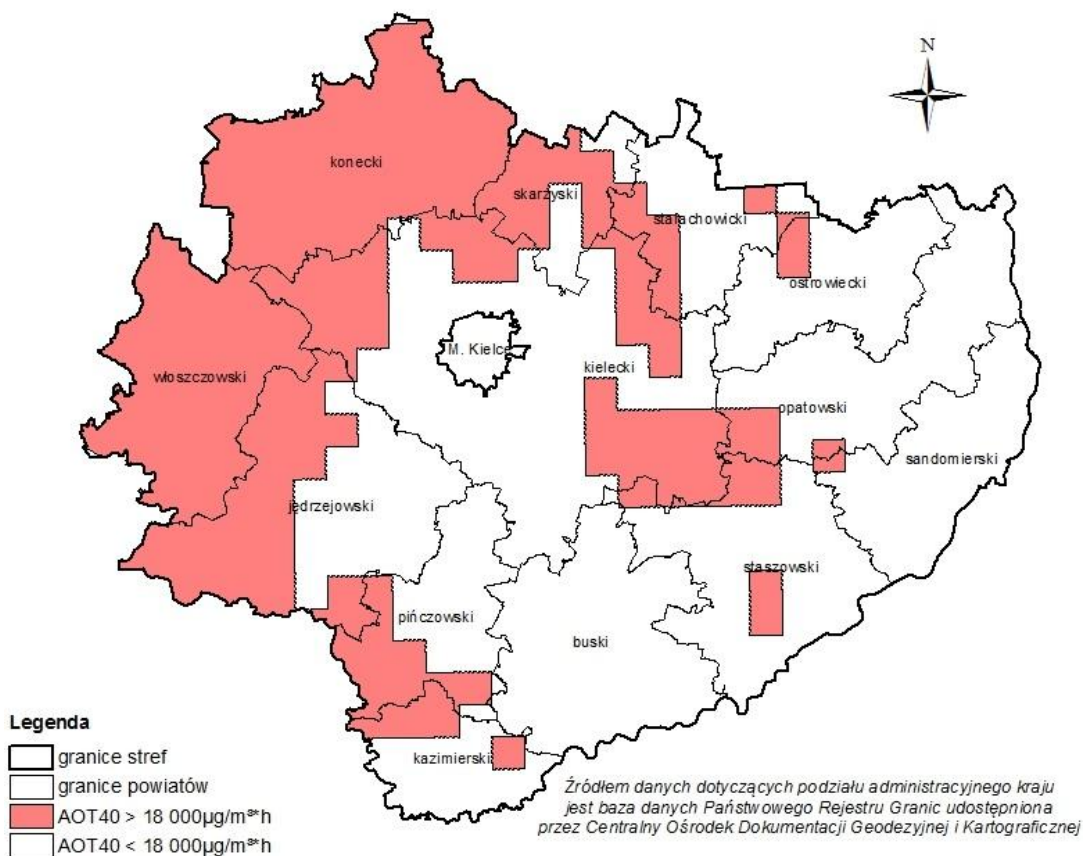 N
konecki
skarżyski
starachowicki
ostrowiecki
M. Kielce
włoszczowski
kielecki
opatowski
sandomierski
jędrzejowski
staszowski
pińczowski
buski
kazimierski
Legenda
granice stref
granice powiatów
AOT40 > 18 000µg/m³*h
AOT40 < 18 000µg/m³*h
Źródłem danych dotyczących podziału administracyjnego kraju
jest baza danych Państwowego Rejestru Granic udostępniona
przez Centralny Ośrodek Dokumentacji Geodezyjnej i Kartograficznej